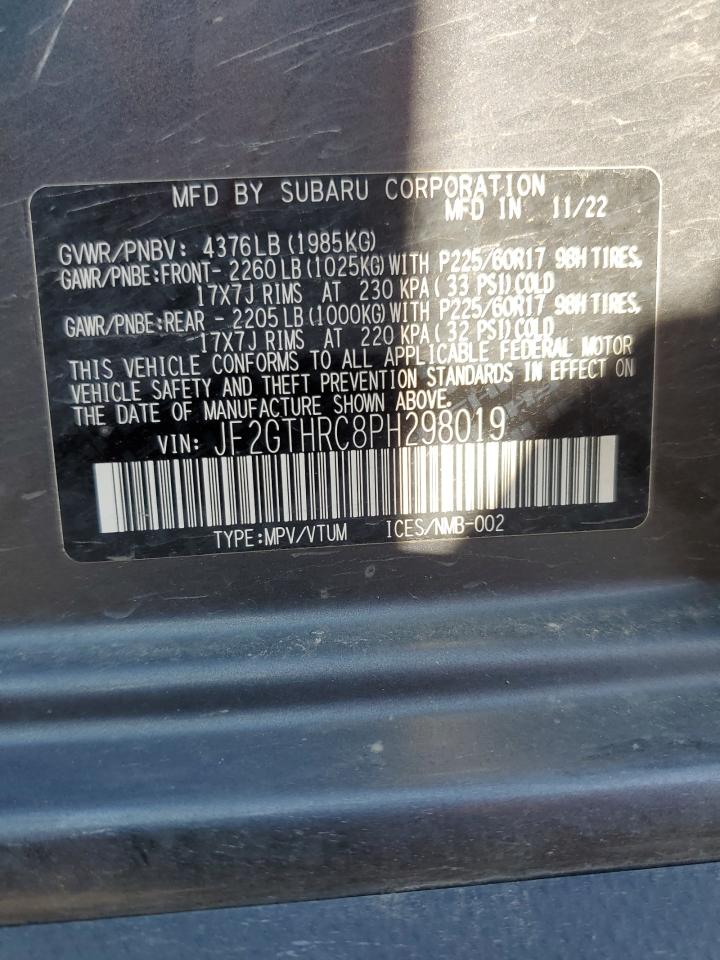 MFD BY SUBARU CORPORATION
MFD IN 11/22
GVWR/PNBV: 4376LB(1985KG)
GAWR/PNBE:FRONT- 2260LB(1025KG)WITH P225/60R17 98H TIRES,
17X7J RIMS AT 230 KPA( 33 PSI)COLD
GAWR/PNBE:REAR - 2205LB(1000KG)WITH P225/60R17 98H TIRES,
17X7J RIMS AT 220 KPA( 32 PSI)COLD
THIS VEHICLE CONFORMS TO ALL APPLICABLE FEDERAL MOTOR
VEHICLE SAFETY AND THEFT PREVENTION STANDARDS IN EFFECT ON
THE DATE OF MANUFACTURE SHOWN ABOVE.
VIN: JF2GTHRC8PH298019
TYPE:MPV/VTUM ICES/NMB-002